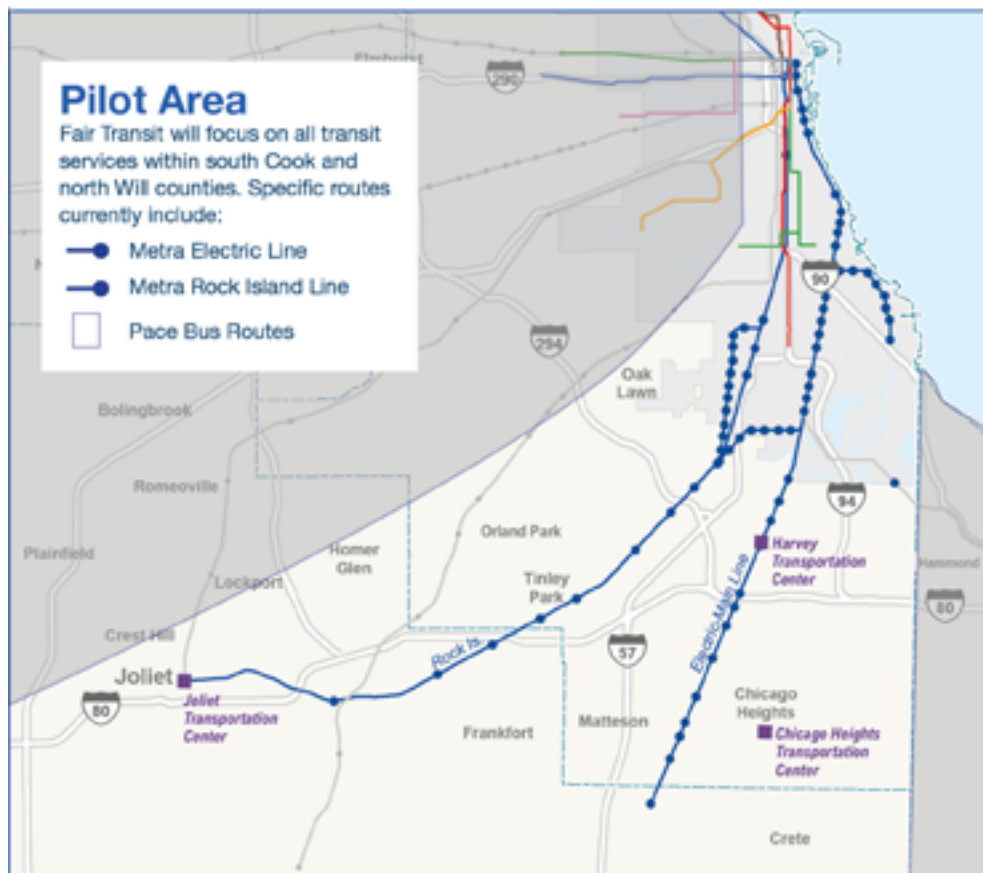 Elmhurst
290
Pilot Area
Fair Transit will focus on all transit
services within south Cook and
north Will counties. Specific routes
currently include:
Metra Electric Line
Metra Rock Island Line
Pace Bus Routes
90
294
Oak
Lawn
Bolingbrook
Romeoville
94
Orland Park
Plainfield
Homer
Glen
Harvey
Transportation
Center
Hammond
Lockport
Tinley
Park
80
Crest Hill
Rock Is.
57
Electric-Main Line
Joliet
Joliet
Transportation
Center
80
Chicago
Heights
Frankfort
Matteson
Chicago Heights
Transportation
Center
Crete